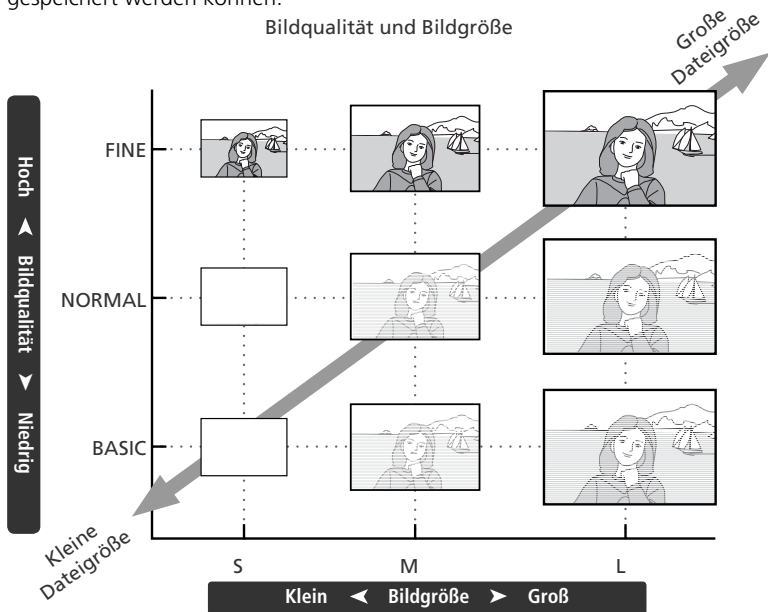 gespeichert werden können.
Bildqualität und Bildgröße
Große
Dateigröße
FINE
NORMAL
BASIC
Hoch ◄ Bildqualität ► Niedrig
Kleine
Dateigröße
S M L
Klein ◄ Bildgröße ► Groß